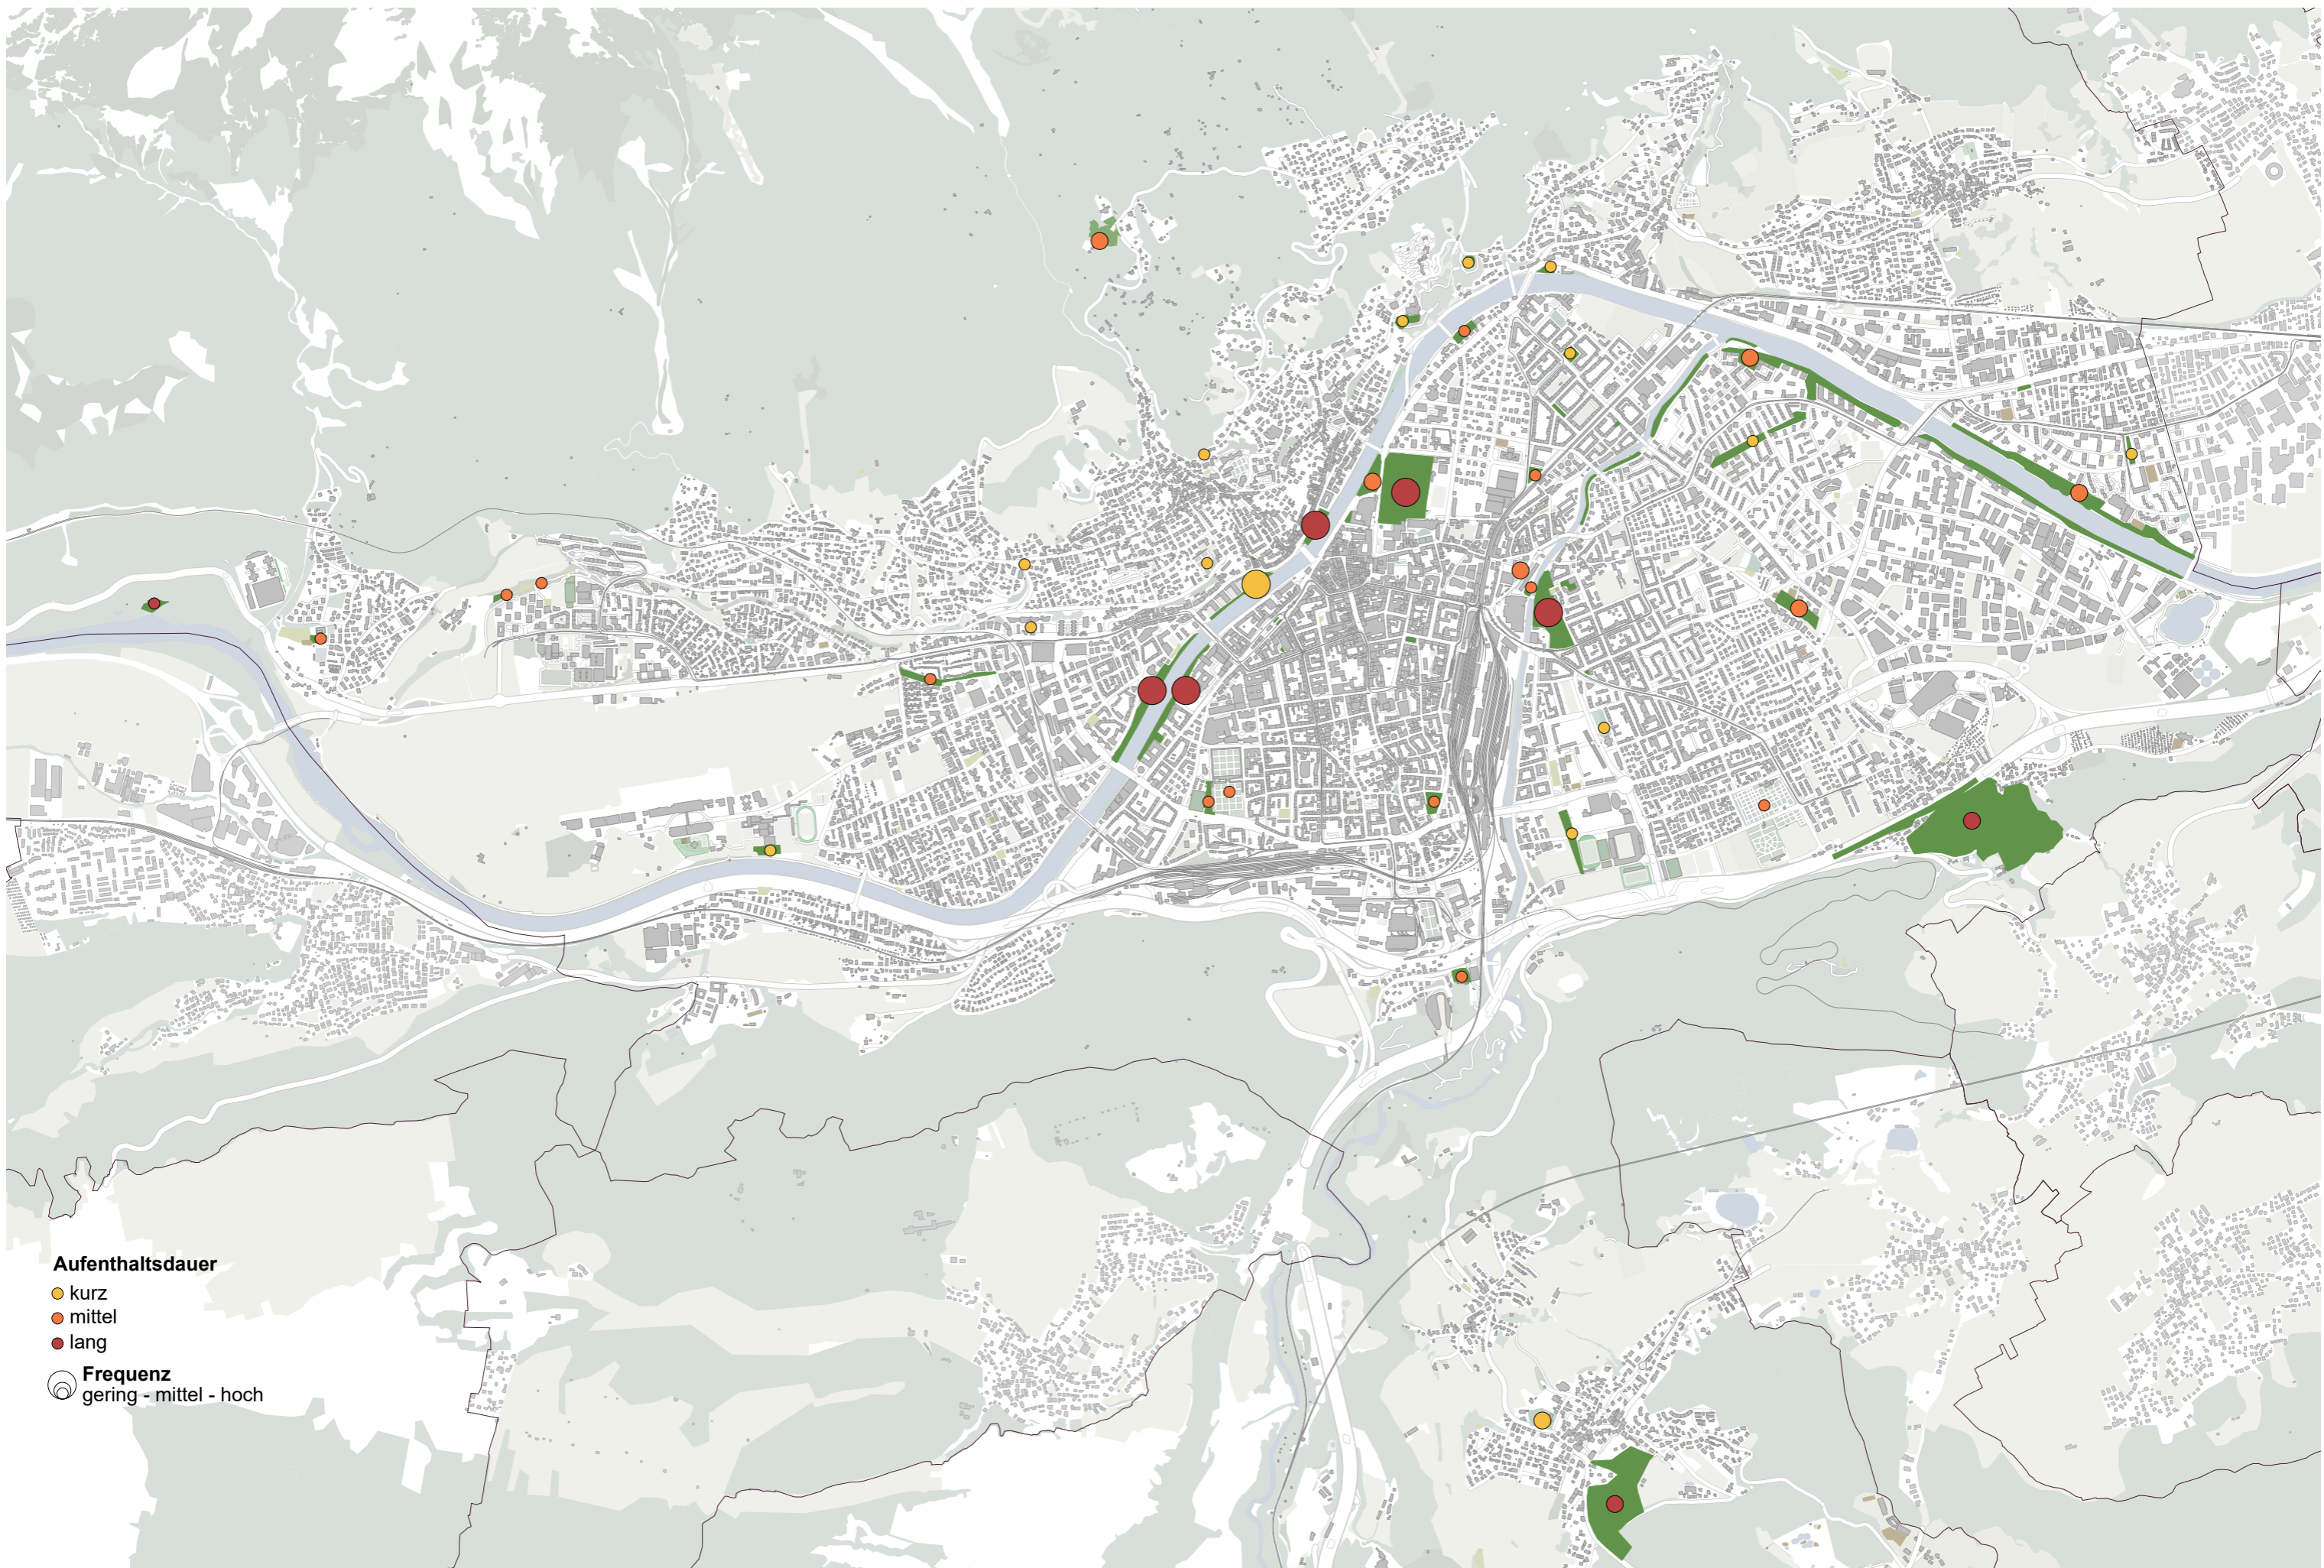 Aufenthaltsdauer
kurz
mittel
lang
Frequenz
gering - mittel - hoch